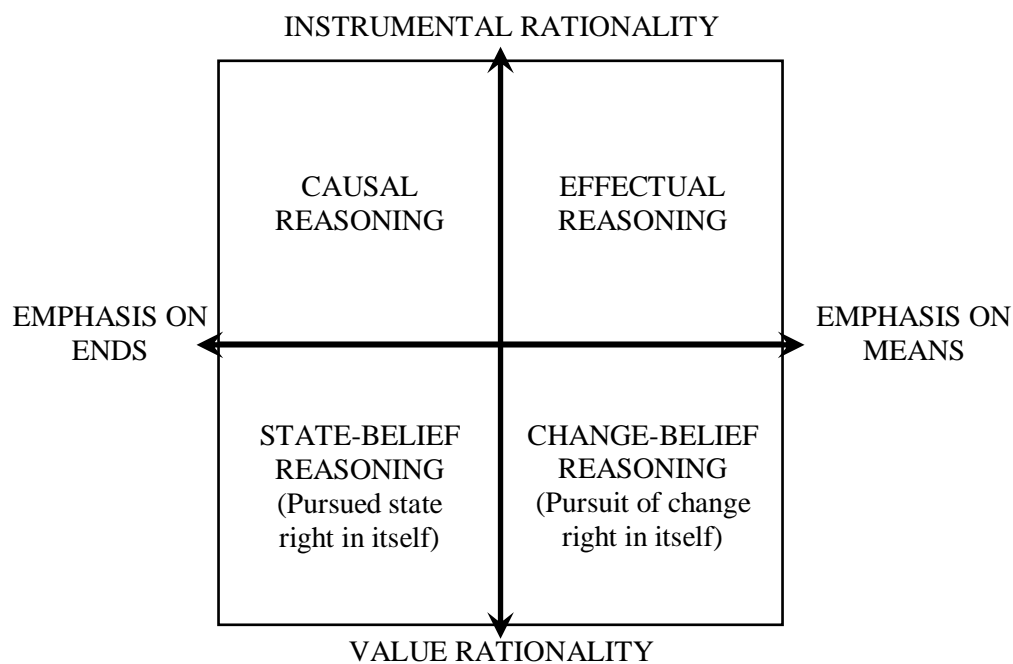 INSTRUMENTAL RATIONALITY
CAUSAL
REASONING
EFFECTUAL
REASONING
EMPHASIS ON
ENDS
EMPHASIS ON
MEANS
STATE-BELIEF
REASONING
(Pursued state
right in itself)
CHANGE-BELIEF
REASONING
(Pursuit of change
right in itself)
VALUE RATIONALITY